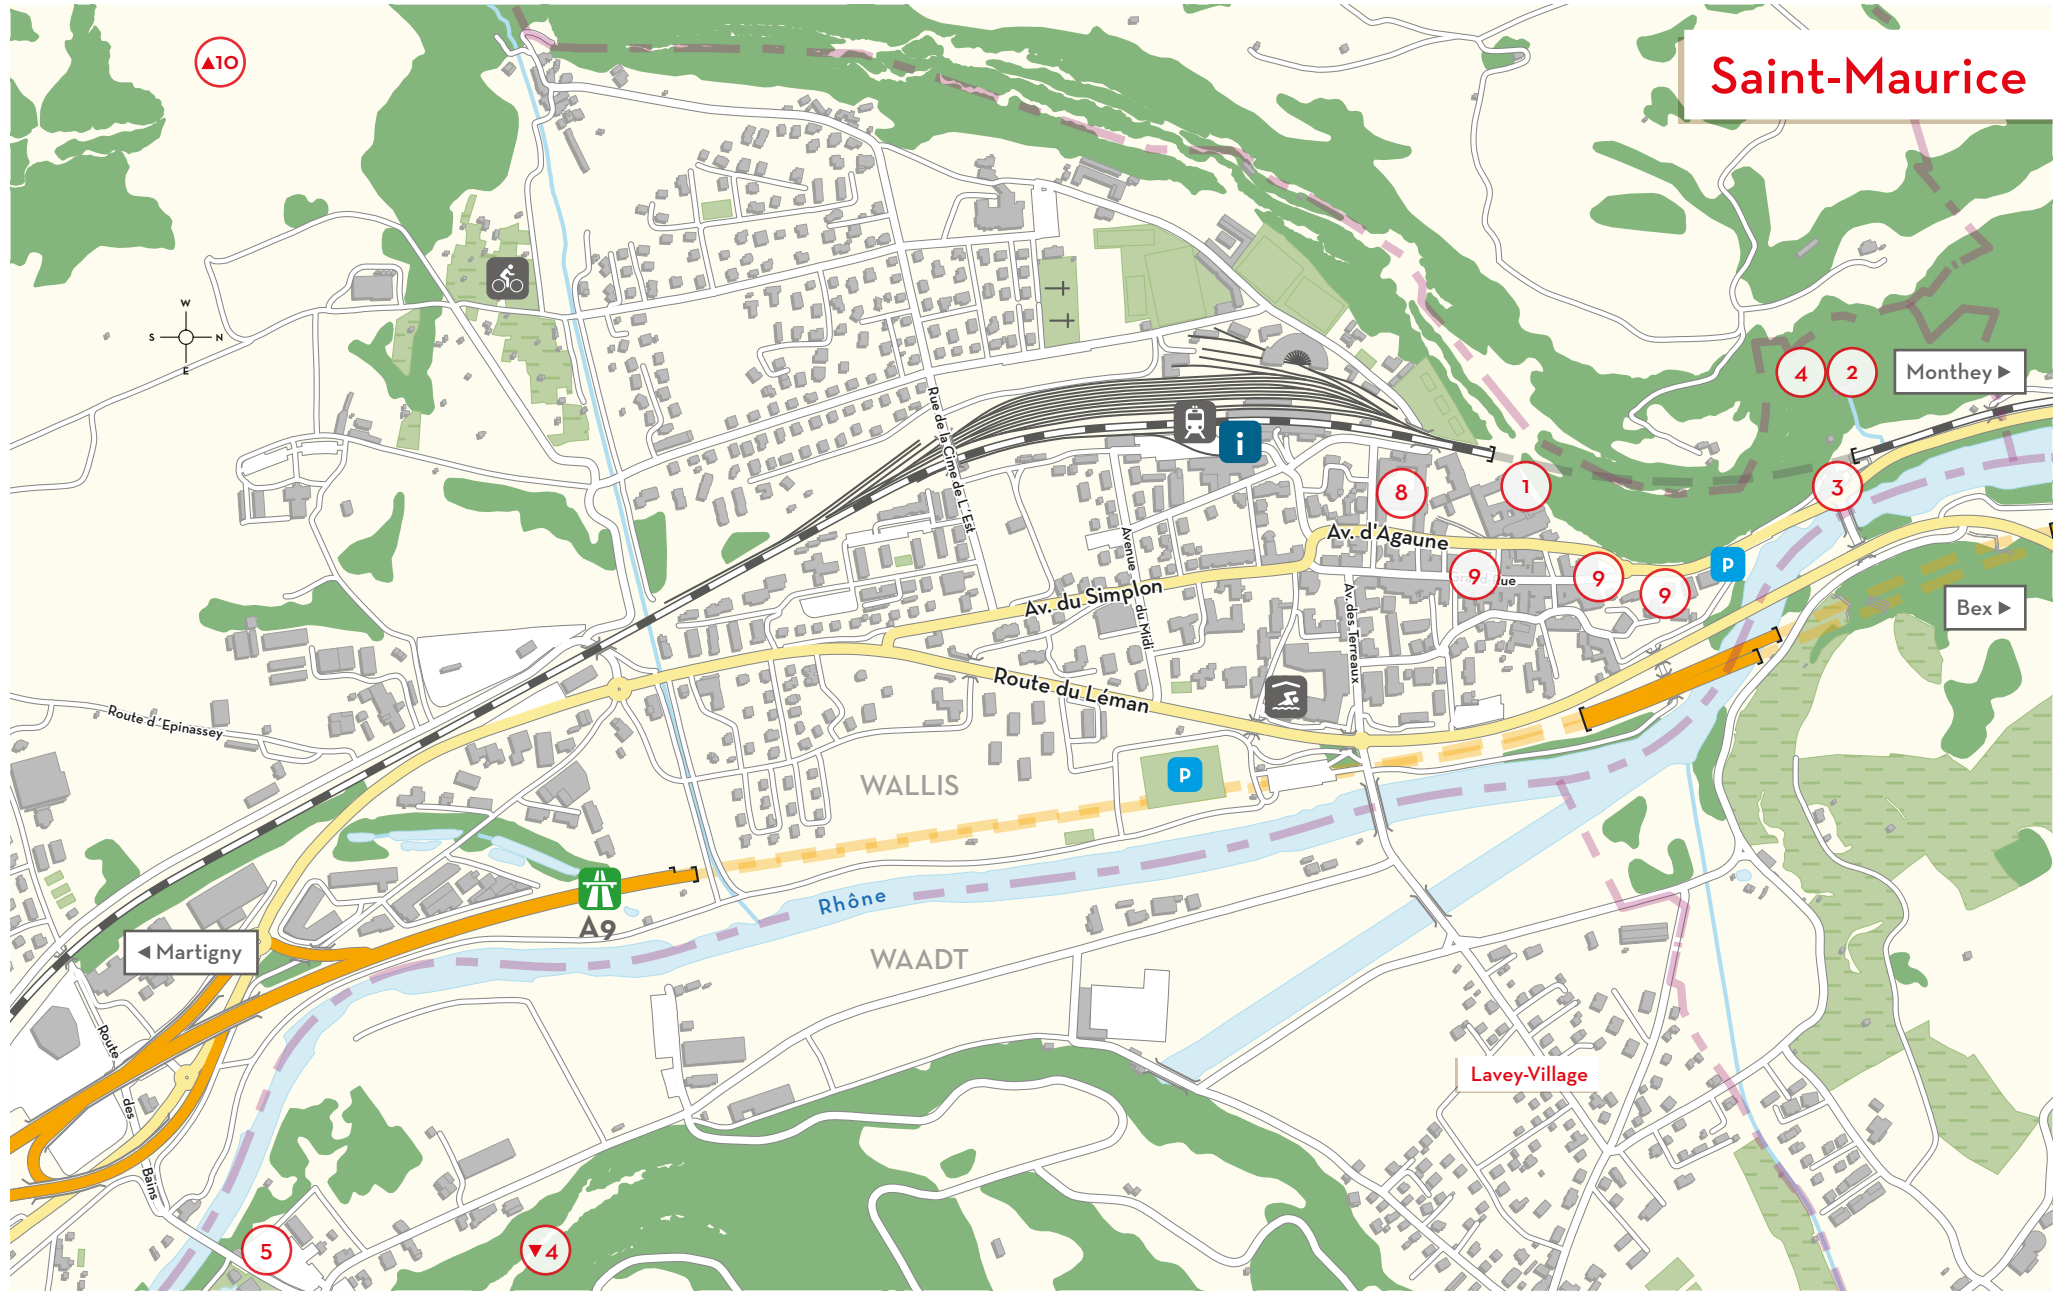 ▲10
Saint-Maurice
W
S N
E
4
2
Monthey ►
Rue de la Cime de L'Est
i
8
1
3
Av. d'Agaune
Avenue du Midi
9
Grand-Rue
9
9
P
Av. du Simplon
Av. des Terreaux
Bex ►
Route du Léman
Route d'Epinassey
WALLIS
P
A9
Rhône
◄ Martigny
WAADT
Route des Bains
Lavey-Village
5
▼4